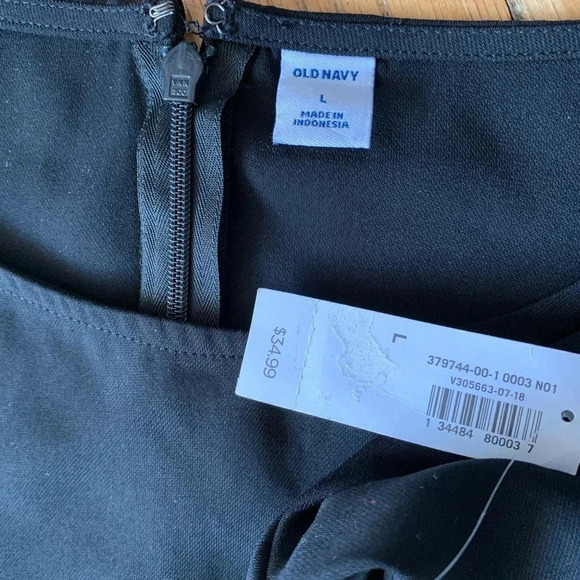 OLD NAVY
L
MADE IN
INDONESIA
$34.99
L
379744-00-1 0003 N01
V305663-07-18
1 34484 80003 7